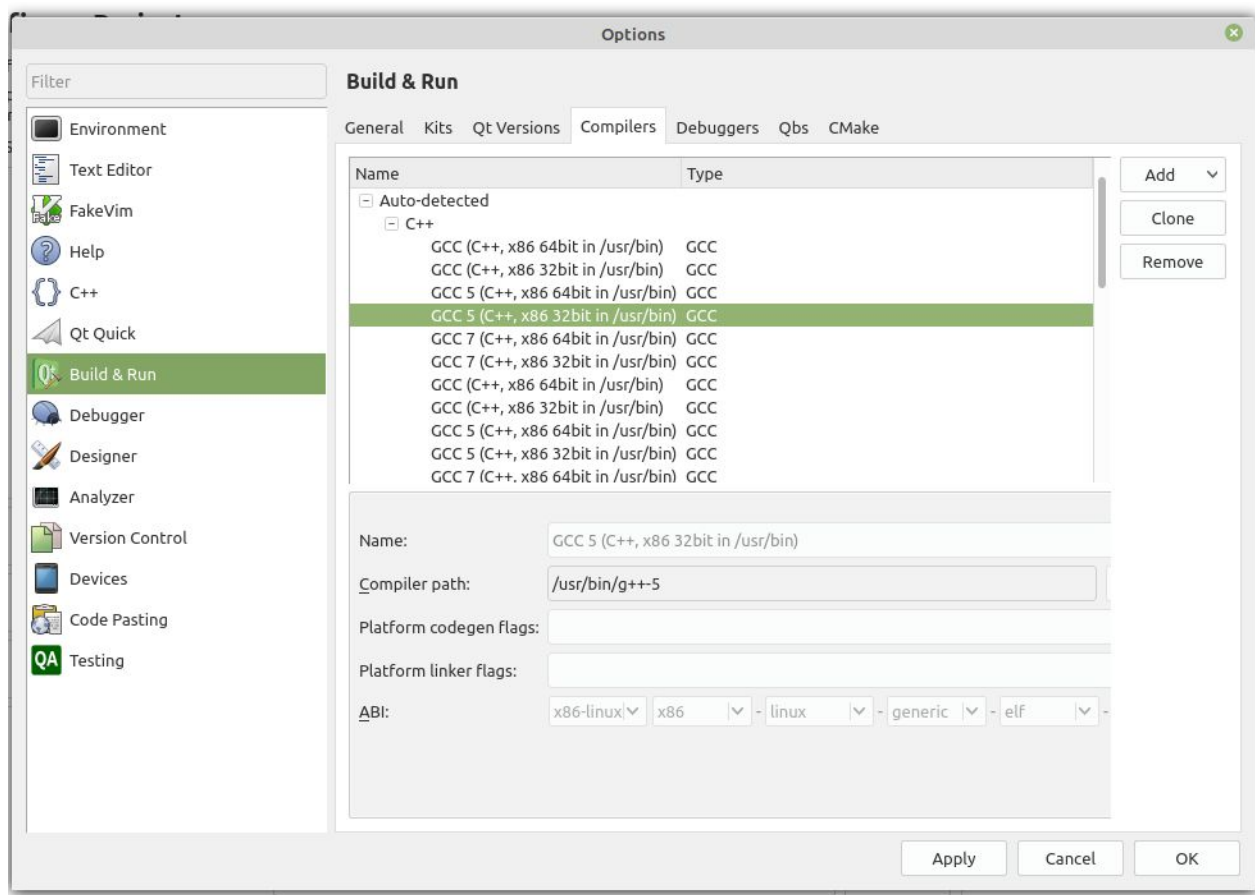 Options
Filter
Environment
Text Editor
FakeVim
Help
C++
Qt Quick
Build & Run
Debugger
Designer
Analyzer
Version Control
Devices
Code Pasting
QA Testing
Build & Run
General Kits Qt Versions Compilers Debuggers Qbs CMake
Name Type
Auto-detected
C++
GCC (C++, x86 64bit in /usr/bin) GCC
GCC (C++, x86 32bit in /usr/bin) GCC
GCC 5 (C++, x86 64bit in /usr/bin) GCC
GCC 5 (C++, x86 32bit in /usr/bin) GCC
GCC 7 (C++, x86 64bit in /usr/bin) GCC
GCC 7 (C++, x86 32bit in /usr/bin) GCC
GCC (C++, x86 64bit in /usr/bin) GCC
GCC (C++, x86 32bit in /usr/bin) GCC
GCC 5 (C++, x86 64bit in /usr/bin) GCC
GCC 5 (C++, x86 32bit in /usr/bin) GCC
GCC 7 (C++, x86 64bit in /usr/bin) GCC
Add
Clone
Remove
Name: GCC 5 (C++, x86 32bit in /usr/bin)
Compiler path: /usr/bin/g++-5
Platform codegen flags:
Platform linker flags:
ABI: x86-linux x86 - linux - generic - elf -
Apply Cancel OK